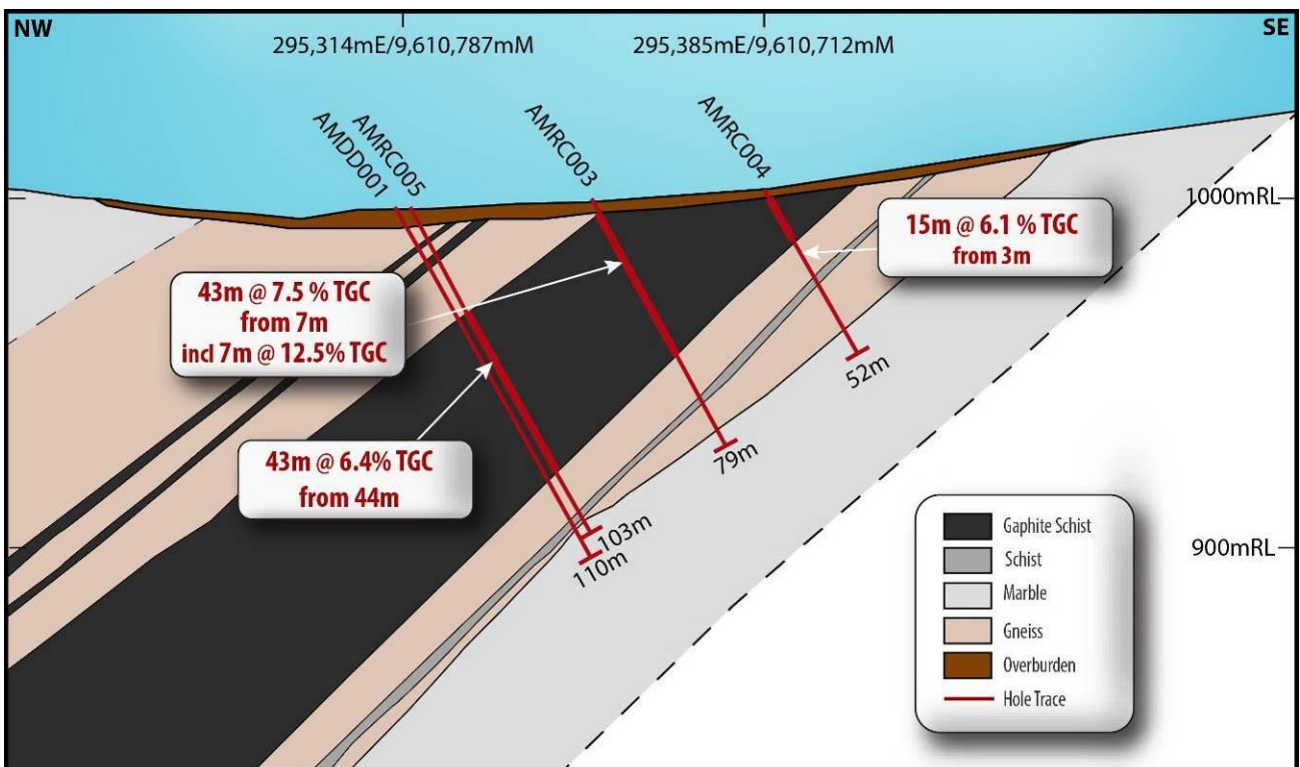 NW
SE
295,314mE/9,610,787mM
295,385mE/9,610,712mM
AMDD001
AMRC005
AMRC003
AMRC004
1000mRL
15m @ 6.1 % TGC
from 3m
43m @ 7.5 % TGC
from 7m
incl 7m @ 12.5% TGC
52m
79m
43m @ 6.4% TGC
from 44m
103m
110m
900mRL
Gaphite Schist
Schist
Marble
Gneiss
Overburden
Hole Trace